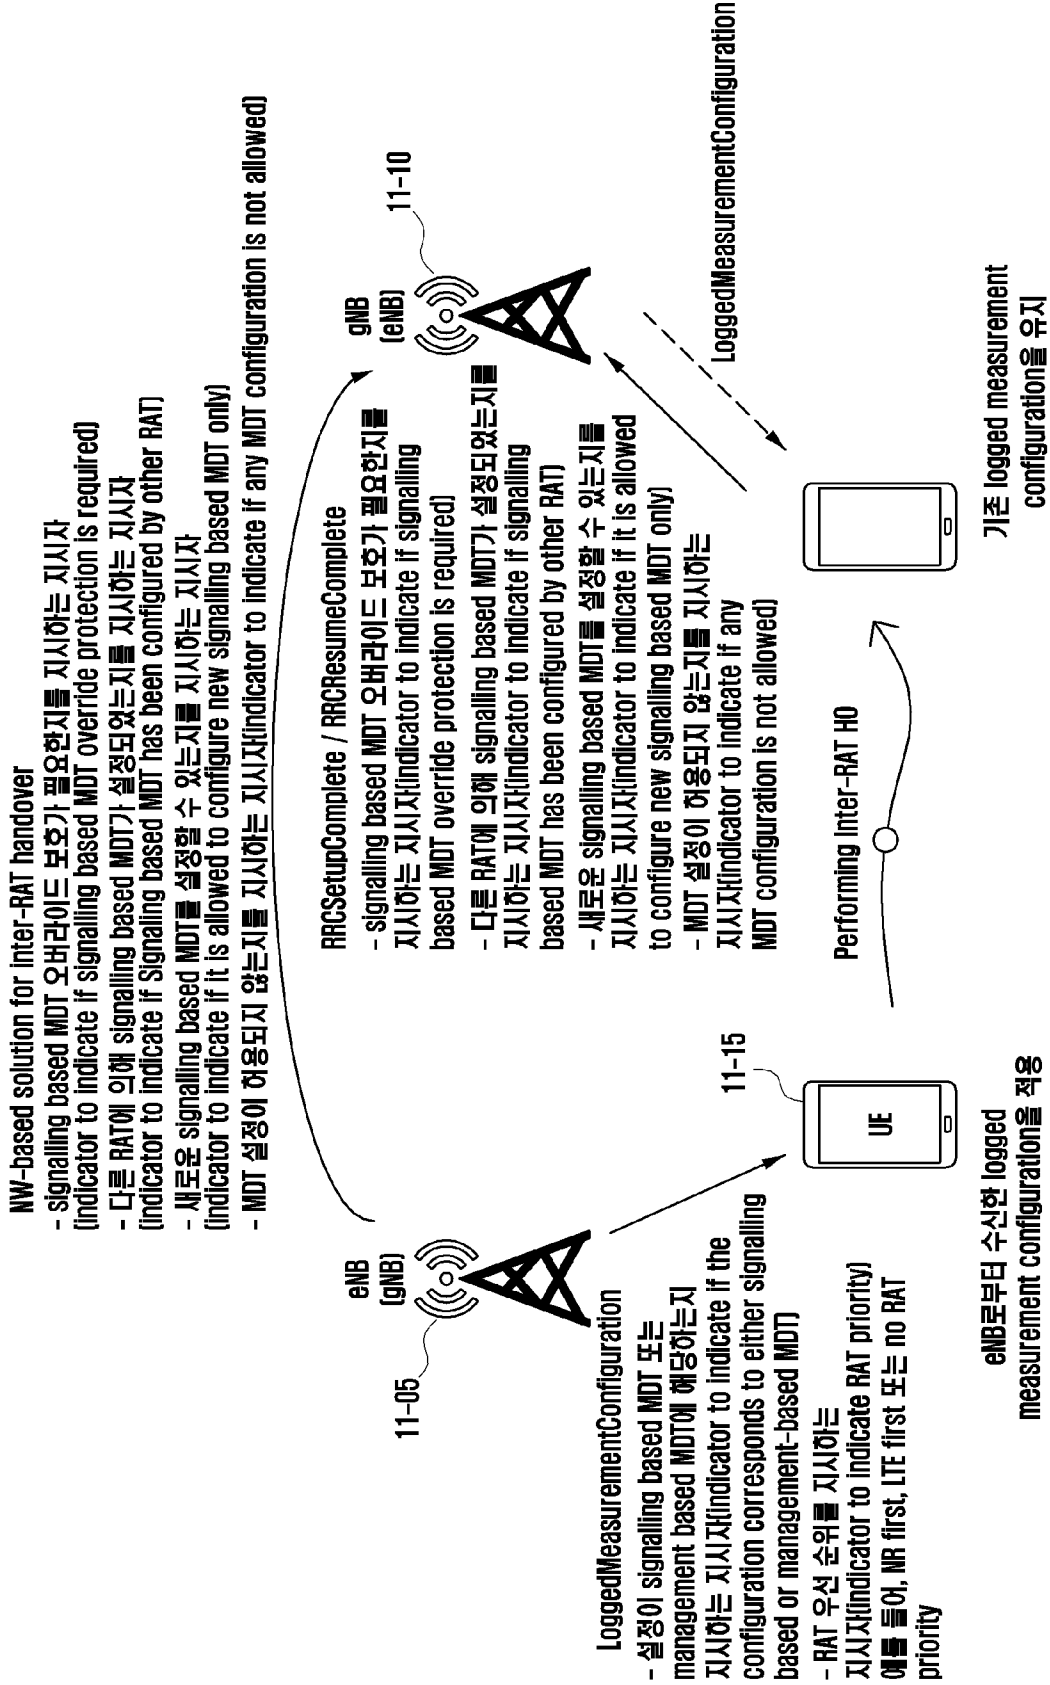 NW-based solution for inter-RAT handover
- signalling based MDT 오버라이드 보호가 필요한지를 지시하는 지시자
(indicator to indicate if signalling based MDT override protection is required)
- 다른 RAT에 의해 signalling based MDT가 설정되었는지를 지시하는 지시자
(indicator to indicate if Signaling based MDT has been configured by other RAT)
- 새로운 signalling based MDT를 설정할 수 있는지를 지시하는 지시자
(indicator to indicate if it is allowed to configure new signalling based MDT only)
- MDT 설정이 허용되지 않는지를 지시하는 지시자(indicator to indicate if any MDT configuration is not allowed)
eNB
(gNB)
11-05
gNB
(eNB)
11-10
RRCSetupComplete / RRCResumeComplete
- signalling based MDT 오버라이드 보호가 필요한지를
지시하는 지시자(indicator to indicate if signalling
based MDT override protection is required)
- 다른 RAT에 의해 signalling based MDT가 설정되었는지를
지시하는 지시자(indicator to indicate if signalling
based MDT has been configured by other RAT)
- 새로운 signalling based MDT를 설정할 수 있는지를
지시하는 지시자(indicator to indicate if it is allowed
to configure new signalling based MDT only)
- MDT 설정이 허용되지 않는지를 지시하는
지시자(indicator to indicate if any
MDT configuration is not allowed)
LoggedMeasurementConfiguration
LoggedMeasurementConfiguration
- 설정이 signalling based MDT 또는
management based MDT에 해당하는지
지시하는 지시자(indicator to indicate if the
configuration corresponds to either signalling
based or management-based MDT)
- RAT 우선 순위를 지시하는
지시자(indicator to indicate RAT priority)
예를 들어, NR first, LTE first 또는 no RAT
priority
11-15
UE
Performing Inter-RAT HO
eNB로부터 수신한 logged
measurement configuration을 적용
기존 logged measurement
configuration을 유지